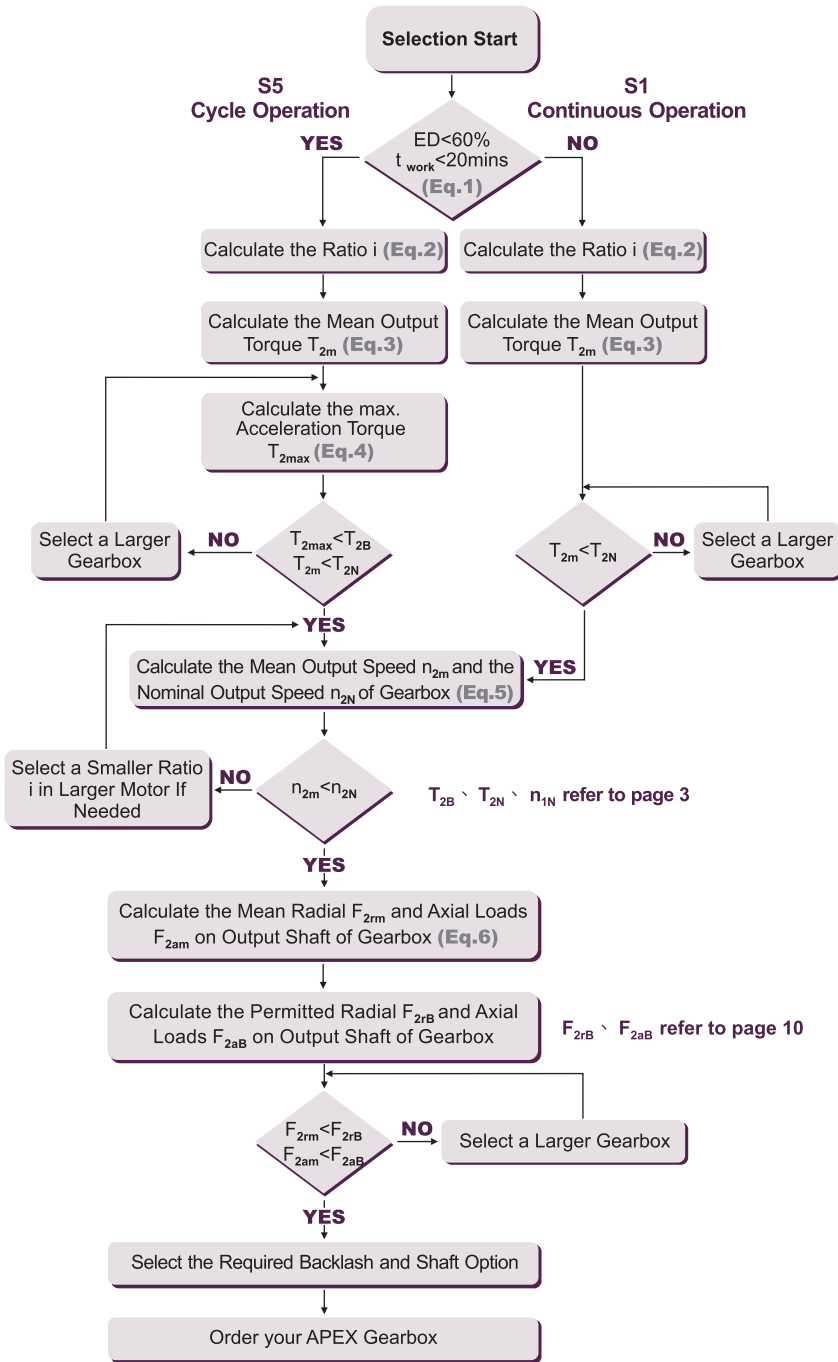 Selection Start
S5
Cycle Operation
S1
Continuous Operation
YES
ED<60%
t work<20mins
(Eq.1)
NO
Calculate the Ratio i (Eq.2)
Calculate the Ratio i (Eq.2)
Calculate the Mean Output
Torque T2m (Eq.3)
Calculate the Mean Output
Torque T2m (Eq.3)
Calculate the max.
Acceleration Torque
T2max (Eq.4)
Select a Larger
Gearbox
NO
T2max<T2B
T2m<T2N
T2m<T2N
NO
Select a Larger
Gearbox
YES
YES
Calculate the Mean Output Speed n2m and the
Nominal Output Speed n2N of Gearbox (Eq.5)
Select a Smaller Ratio
i in Larger Motor If
Needed
NO
n2m<n2N
T2B、T2N、n1N refer to page 3
YES
Calculate the Mean Radial F2rm and Axial Loads
F2am on Output Shaft of Gearbox (Eq.6)
Calculate the Permitted Radial F2rB and Axial
Loads F2aB on Output Shaft of Gearbox
F2rB、F2aB refer to page 10
F2rm<F2rB
F2am<F2aB
NO
Select a Larger Gearbox
YES
Select the Required Backlash and Shaft Option
Order your APEX Gearbox